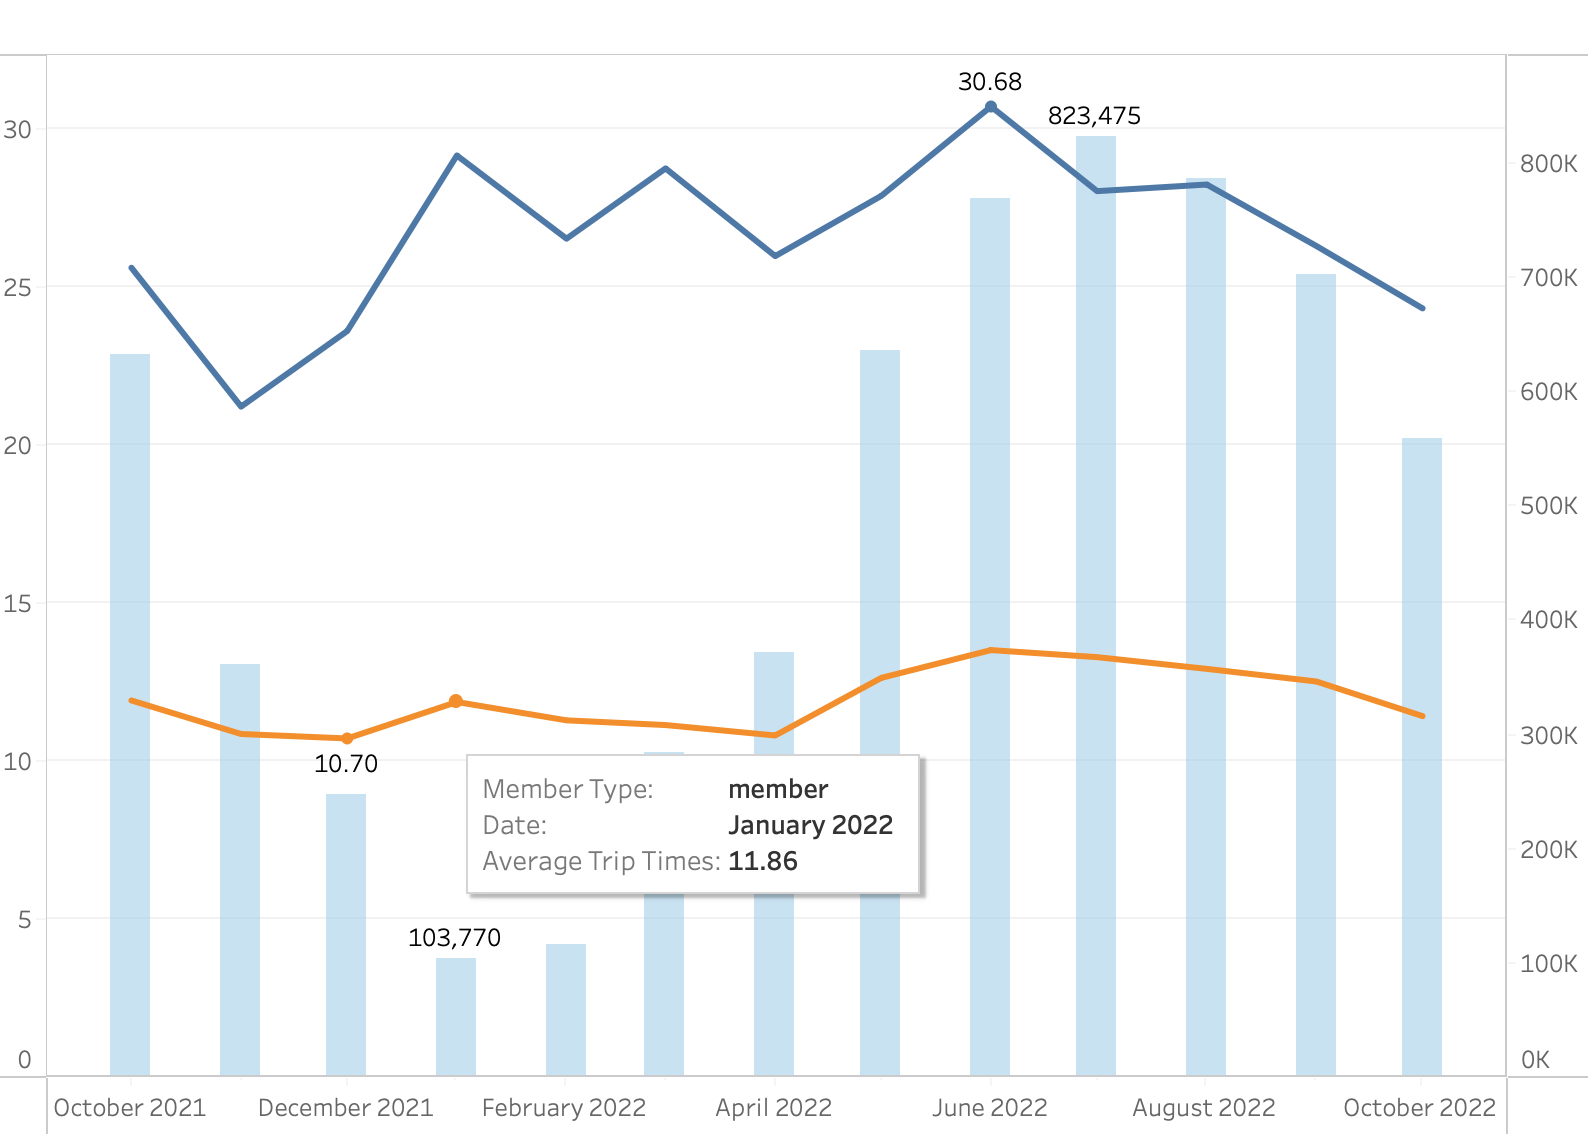 30.68
823,475
30
25
20
15
10
5
0
800K
700K
600K
500K
400K
300K
200K
100K
0K
10.70
Member Type: member
Date: January 2022
Average Trip Times: 11.86
103,770
October 2021 December 2021 February 2022 April 2022 June 2022 August 2022 October 2022